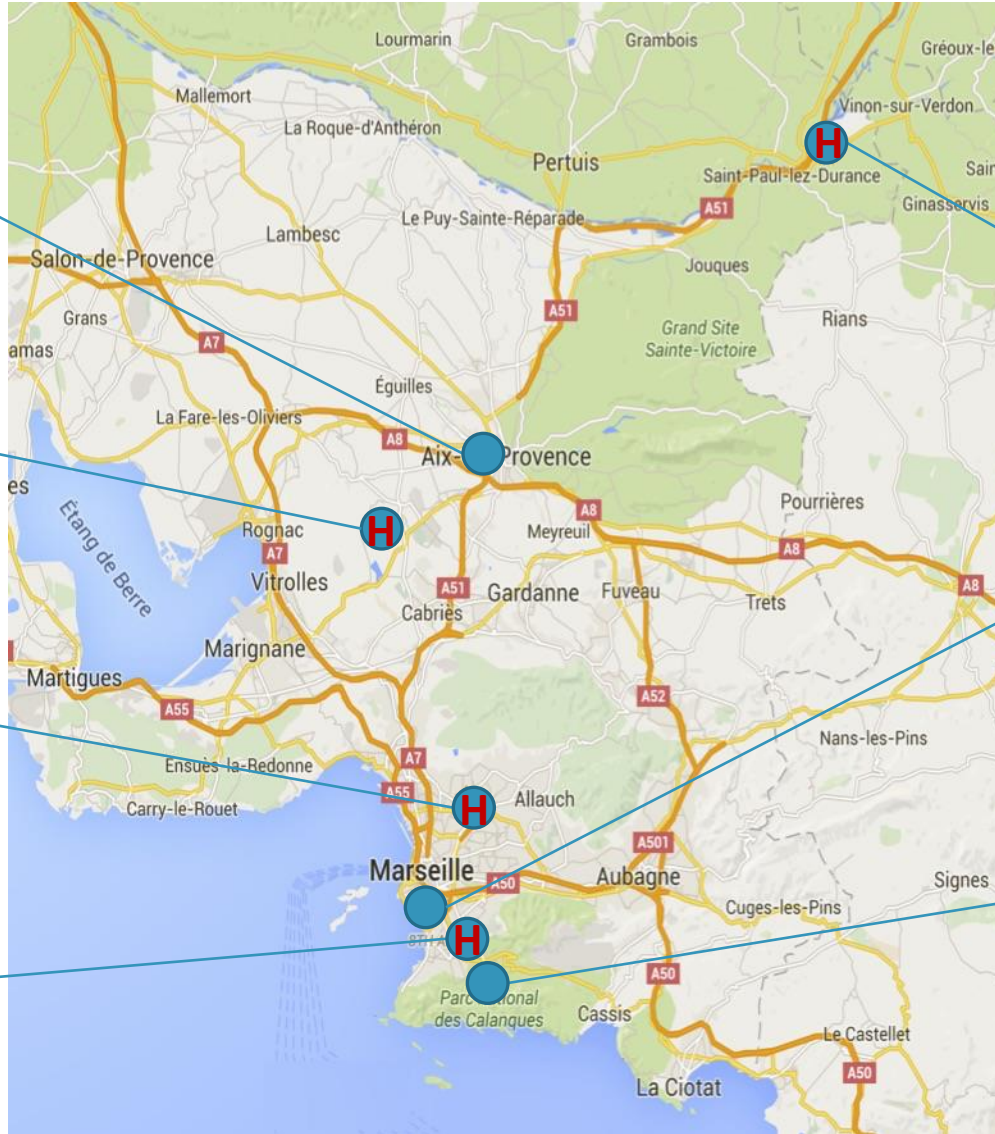 Lourmarin
Grambois
Gréoux-le
Mallemort
Vinon-sur-Verdon
La Roque-d'Anthéron
H
Pertuis
Saint-Paul-lez-Durance
Sain
Ginasservis
A51
Le Puy-Sainte-Réparade
Lambesc
Salon-de-Provence
Jouques
A51
Grans
Grand Site
Sainte-Victoire
Rians
A7
amas
Éguilles
La Fare-les-Oliviers
A8
Aix- Provence
es
Pourrières
A8
Étang de Berre
Rognac
H
Meyreuil
A7
A8
Vitrolles
A51
Gardanne
Fuveau
A8
Cabriès
Trets
Marignane
Martigues
A52
A55
Nans-les-Pins
Ensuès-la-Redonne
A7
A55
Carry-le-Rouet
H
Allauch
A501
Marseille
A50
Aubagne
Signes
Cuges-les-Pins
H
A50
Parc National
des Calanques
Cassis
Le Castellet
A50
La Ciotat